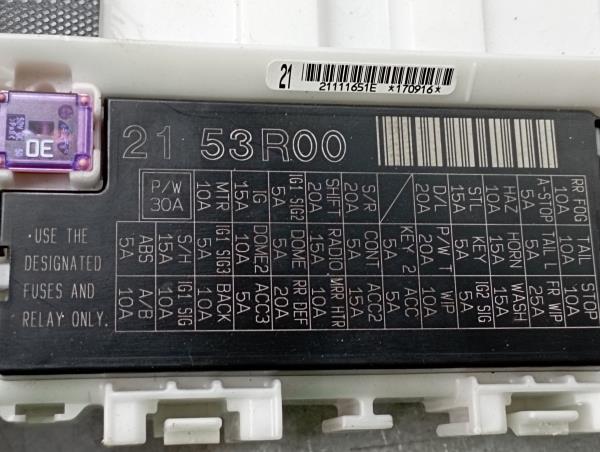 21 21111651E *170916*
30
21 53R00
P/W
30A
• USE THE
DESIGNATED
FUSES AND
RELAY ONLY.
RR FOG TAIL STOP
10A 10A 10A
A-STOP TAIL L FR WIP
5A 5A 25A
HAZ HORN WASH
10A 15A 15A
STL KEY IG2 SIG
15A 5A 5A
D/L P/W T WIP
20A 20A 10A
KEY 2 ACC
5A 5A
S/R CONT ACC2
20A 5A 15A
SHIFT RADIO MRR HTR
20A 15A 10A
IG1 SIG2 DOME RR DEF
5A 5A 20A
IG DOME2 ACC3
15A 10A 5A
MTR IG1 SIG3 BACK
10A 5A 10A
S/H IG1 SIG
15A 10A
ABS A/B
5A 10A